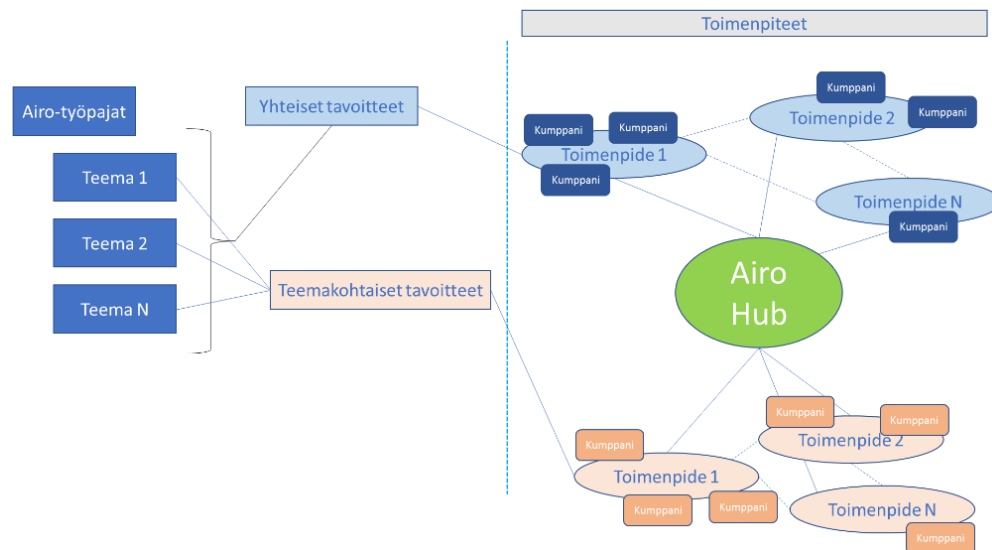 Toimenpiteet
Airo-työpajat
Yhteiset tavoitteet
Teema 1
Teema 2
Teema N
Teemakohtaiset tavoitteet
Kumppani
Kumppani
Toimenpide 1
Kumppani
Kumppani
Kumppani
Toimenpide 2
Toimenpide N
Kumppani
Airo
Hub
Kumppani
Toimenpide 1
Kumppani
Kumppani
Kumppani
Kumppani
Toimenpide 2
Toimenpide N
Kumppani